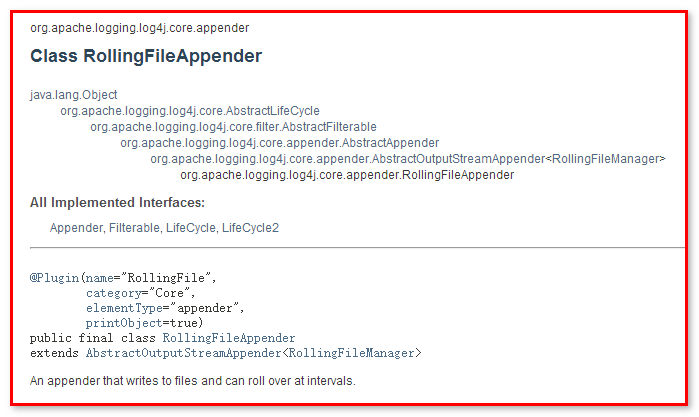 org.apache.logging.log4j.core.appender
Class RollingFileAppender
java.lang.Object
org.apache.logging.log4j.core.AbstractLifeCycle
org.apache.logging.log4j.core.filter.AbstractFilterable
org.apache.logging.log4j.core.appender.AbstractAppender
org.apache.logging.log4j.core.appender.AbstractOutputStreamAppender<RollingFileManager>
org.apache.logging.log4j.core.appender.RollingFileAppender
All Implemented Interfaces:
Appender, Filterable, LifeCycle, LifeCycle2
@Plugin(name="RollingFile",
category="Core",
elementType="appender",
printObject=true)
public final class RollingFileAppender
extends AbstractOutputStreamAppender<RollingFileManager>
An appender that writes to files and can roll over at intervals.